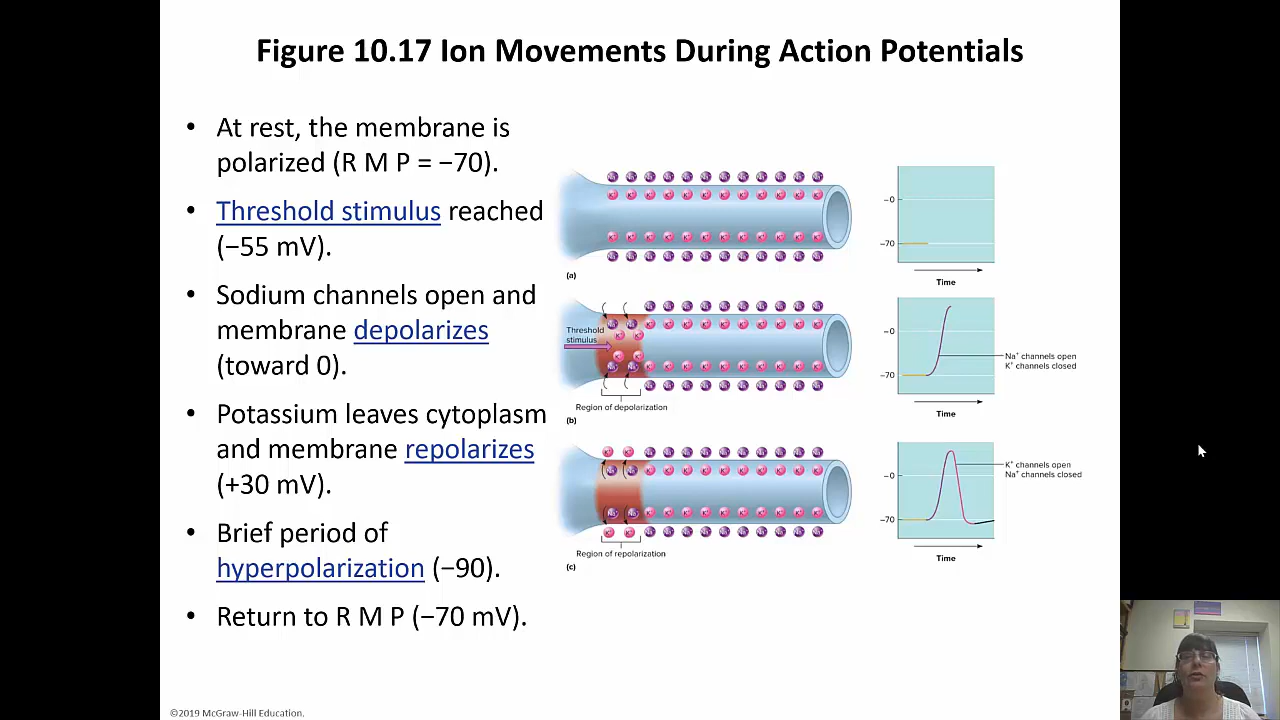 Figure 10.17 Ion Movements During Action Potentials
• At rest, the membrane is
polarized (R M P = −70).
• Threshold stimulus reached
(−55 mV).
• Sodium channels open and
membrane depolarizes
(toward 0).
• Potassium leaves cytoplasm
and membrane repolarizes
(+30 mV).
• Brief period of
hyperpolarization (−90).
• Return to R M P (−70 mV).
(a)
−0
−70
Time
Threshold
stimulus
Region of depolarization
(b)
−0
−70
Na⁺ channels open
K⁺ channels closed
Time
Region of repolarization
(c)
−0
−70
K⁺ channels open
Na⁺ channels closed
Time
©2019 McGraw-Hill Education.